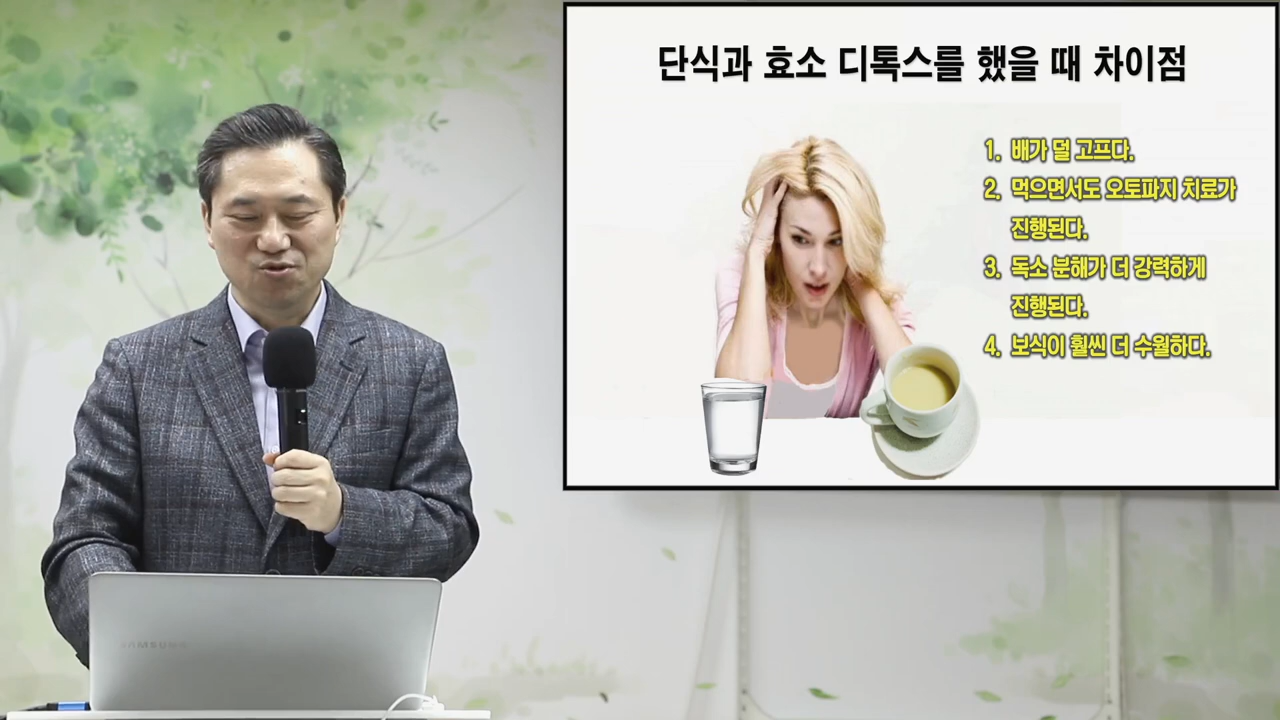 단식과 효소 디톡스를 했을 때 차이점
1. 배가 덜 고프다.
2. 먹으면서도 오토파지 치료가
진행된다.
3. 독소 분해가 더 강력하게
진행된다.
4. 보식이 훨씬 더 수월하다.
SAMSUNG